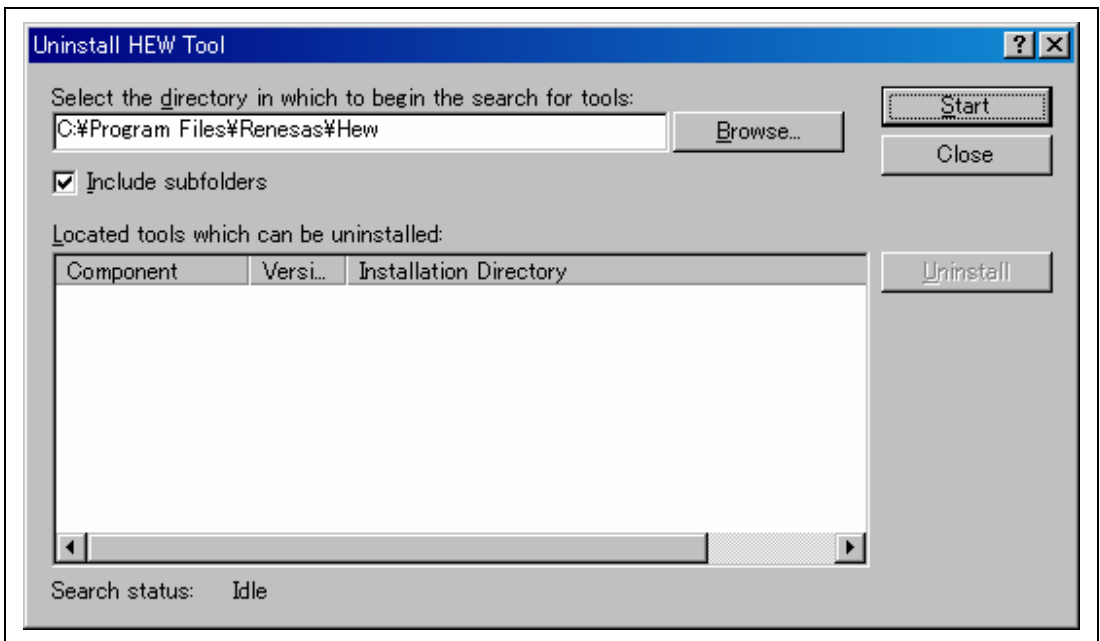 Uninstall HEW Tool
Select the directory in which to begin the search for tools:
C:¥Program Files¥Renesas¥Hew
Browse...
Start
Close
Include subfolders
Located tools which can be uninstalled:
Component Versi... Installation Directory
Uninstall
Search status: Idle